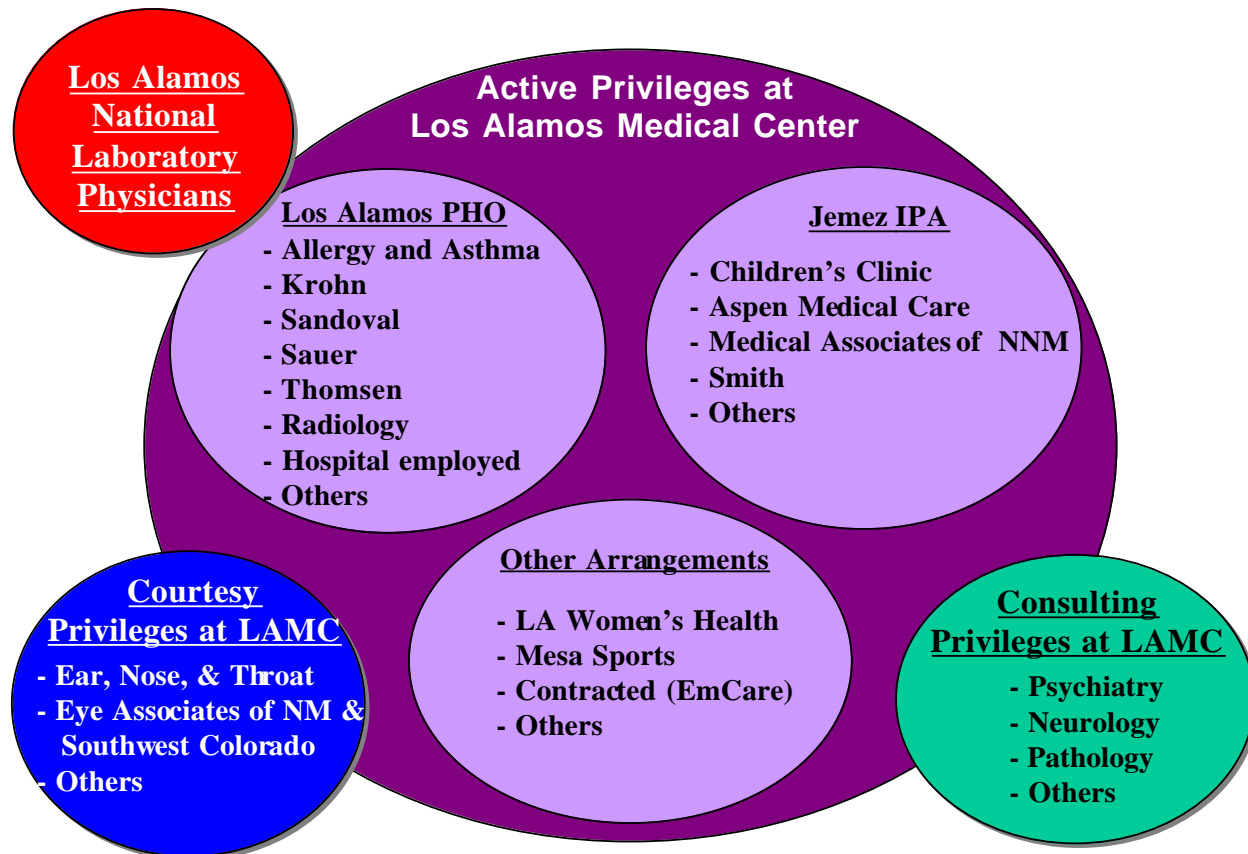 Los Alamos
National
Laboratory
Physicians
Active Privileges at
Los Alamos Medical Center
Los Alamos PHO
- Allergy and Asthma
- Krohn
- Sandoval
- Sauer
- Thomsen
- Radiology
- Hospital employed
- Others
Jemez IPA
- Children's Clinic
- Aspen Medical Care
- Medical Associates of NNM
- Smith
- Others
Other Arrangements
- LA Women's Health
- Mesa Sports
- Contracted (EmCare)
- Others
Courtesy
Privileges at LAMC
- Ear, Nose, & Throat
- Eye Associates of NM &
Southwest Colorado
- Others
Consulting
Privileges at LAMC
- Psychiatry
- Neurology
- Pathology
- Others